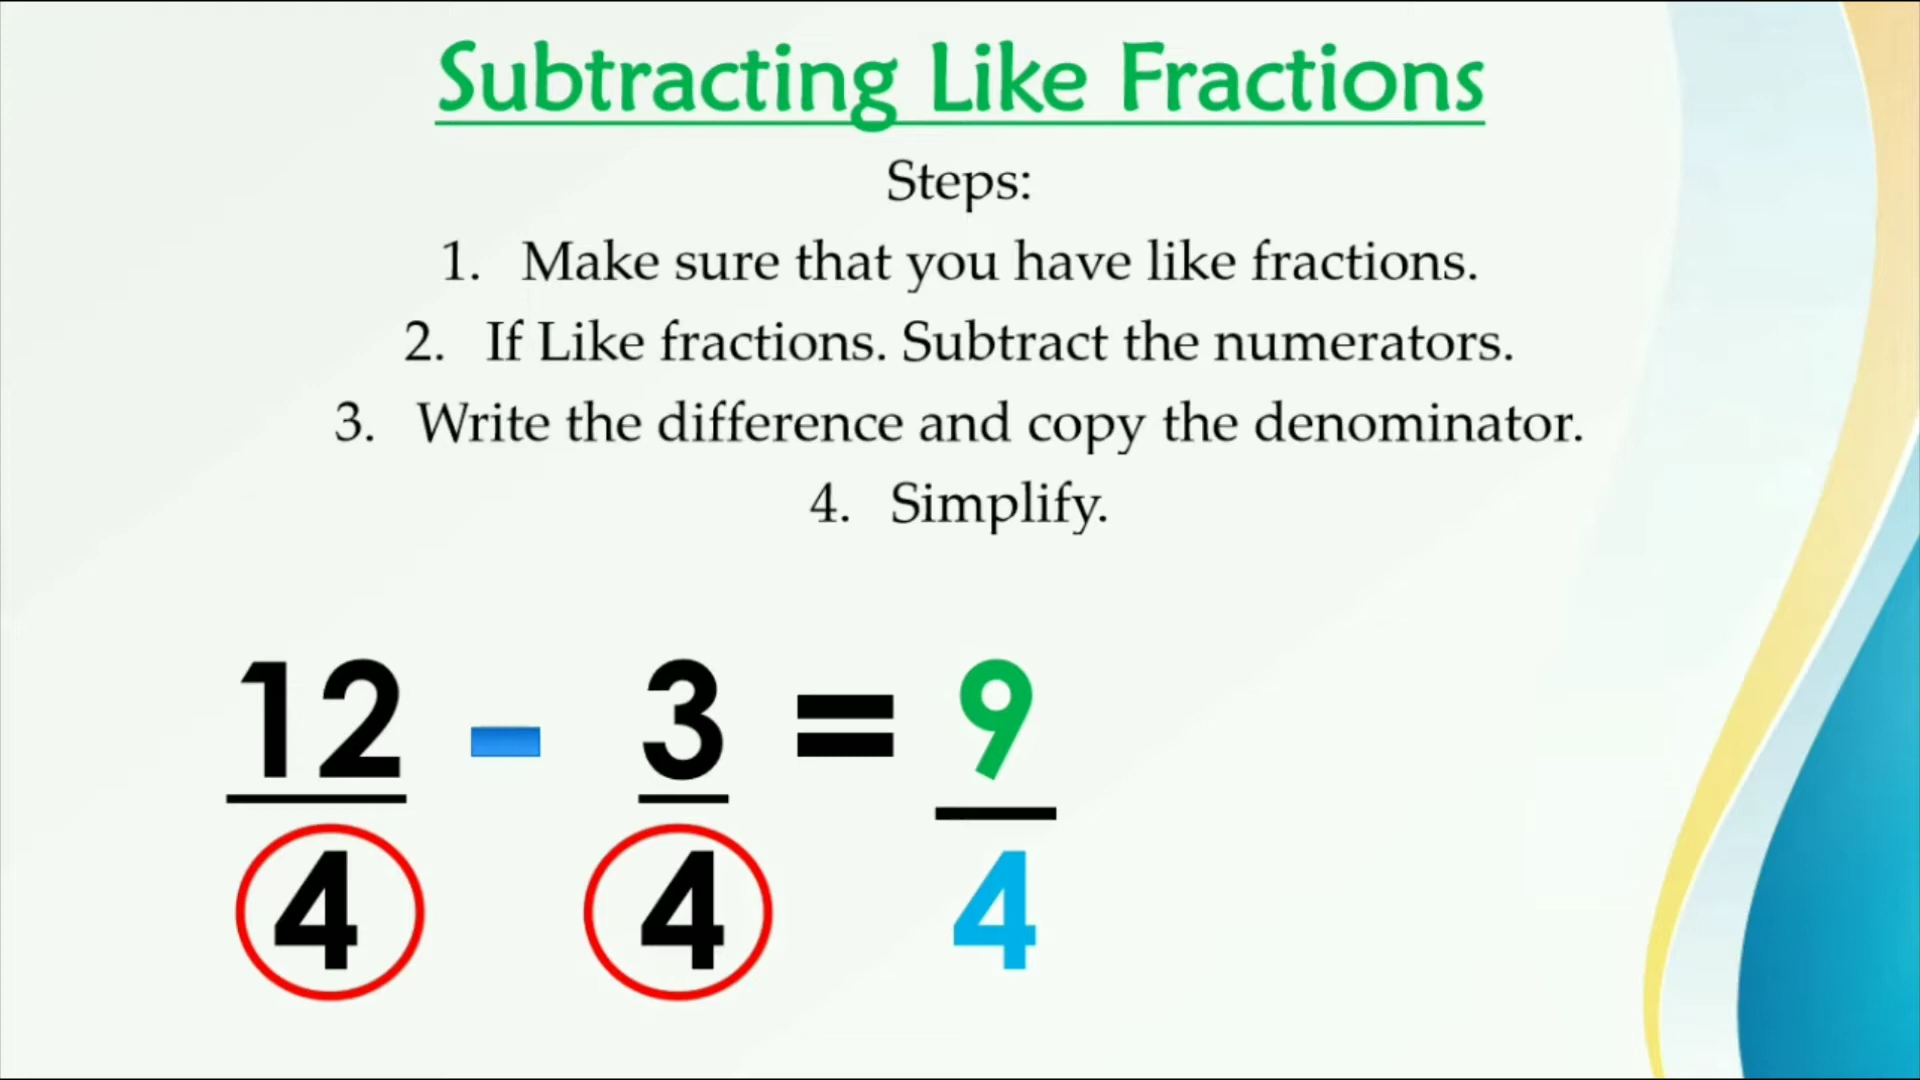 Subtracting Like Fractions
Steps:
1. Make sure that you have like fractions.
2. If Like fractions. Subtract the numerators.
3. Write the difference and copy the denominator.
4. Simplify.
12 - 3 = 9
4 4 4